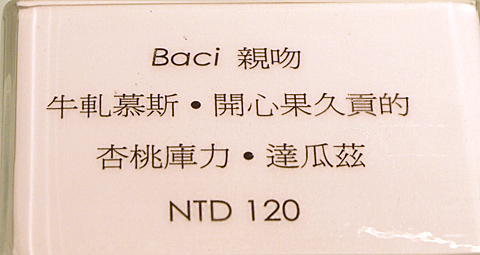 Baci 親吻
牛軋慕斯•開心果久貢的
杏桃庫力•達瓜茲
NTD 120